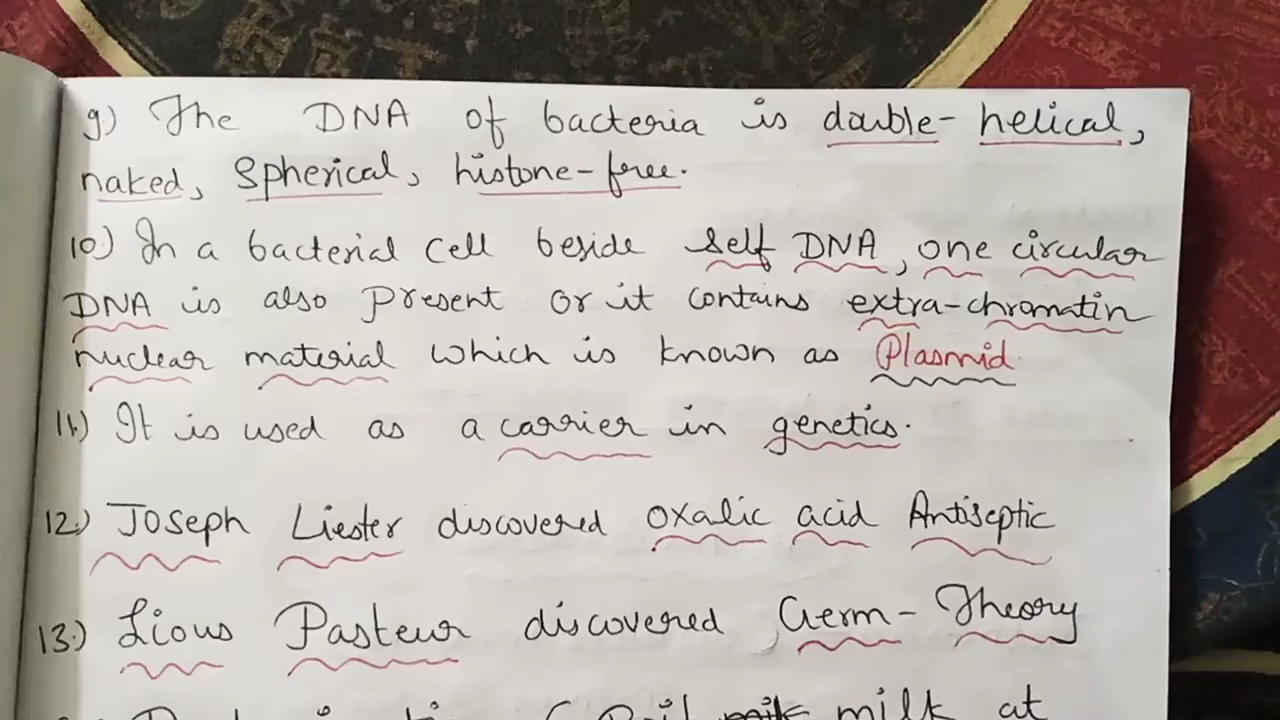 9.) The DNA of bacteria is double-helical,
naked, Spherical, histone-free.
10.) In a bacterial cell beside self DNA, one circular
DNA is also present or it contains extra-chromatin
nuclear material which is known as Plasmid
11.) It is used as a carrier in genetics.
12.) Joseph Liester discovered oxalic acid Antiseptic
13.) Lious Pasteur discovered Germ-Theory
milk at